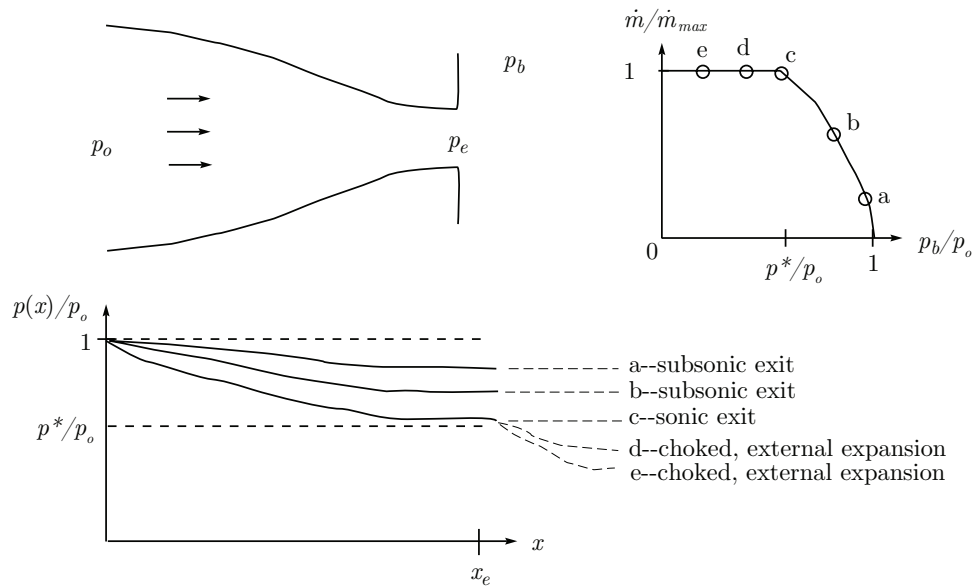 ṁ/ṁmax
p_b
e d c
1
b
p_o
p_e
a
0
p*/p_o
1
p_b/p_o
p(x)/p_o
1
a--subsonic exit
b--subsonic exit
c--sonic exit
p*/p_o
d--choked, external expansion
e--choked, external expansion
x
x_e